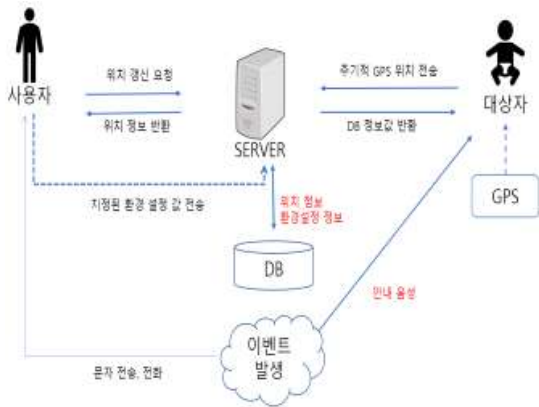 사용자
위치 갱신 요청
위치 정보 반환
SERVER
주기적 GPS 위치 전송
DB 정보값 반환
대상자
GPS
지정된 환경 설정 값 전송
위치 정보
환경설정 정보
DB
안내 음성
이벤트
발생
문자 전송, 전화